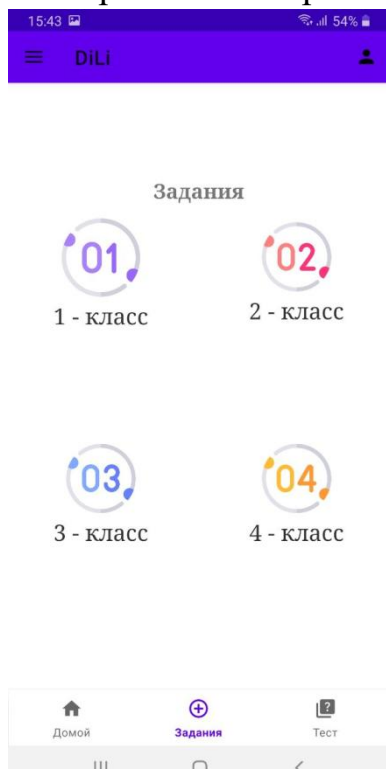 15:43 54%
DiLi
Задания
01 02
1 - класс 2 - класс
03 04
3 - класс 4 - класс
Домой Задания Тест